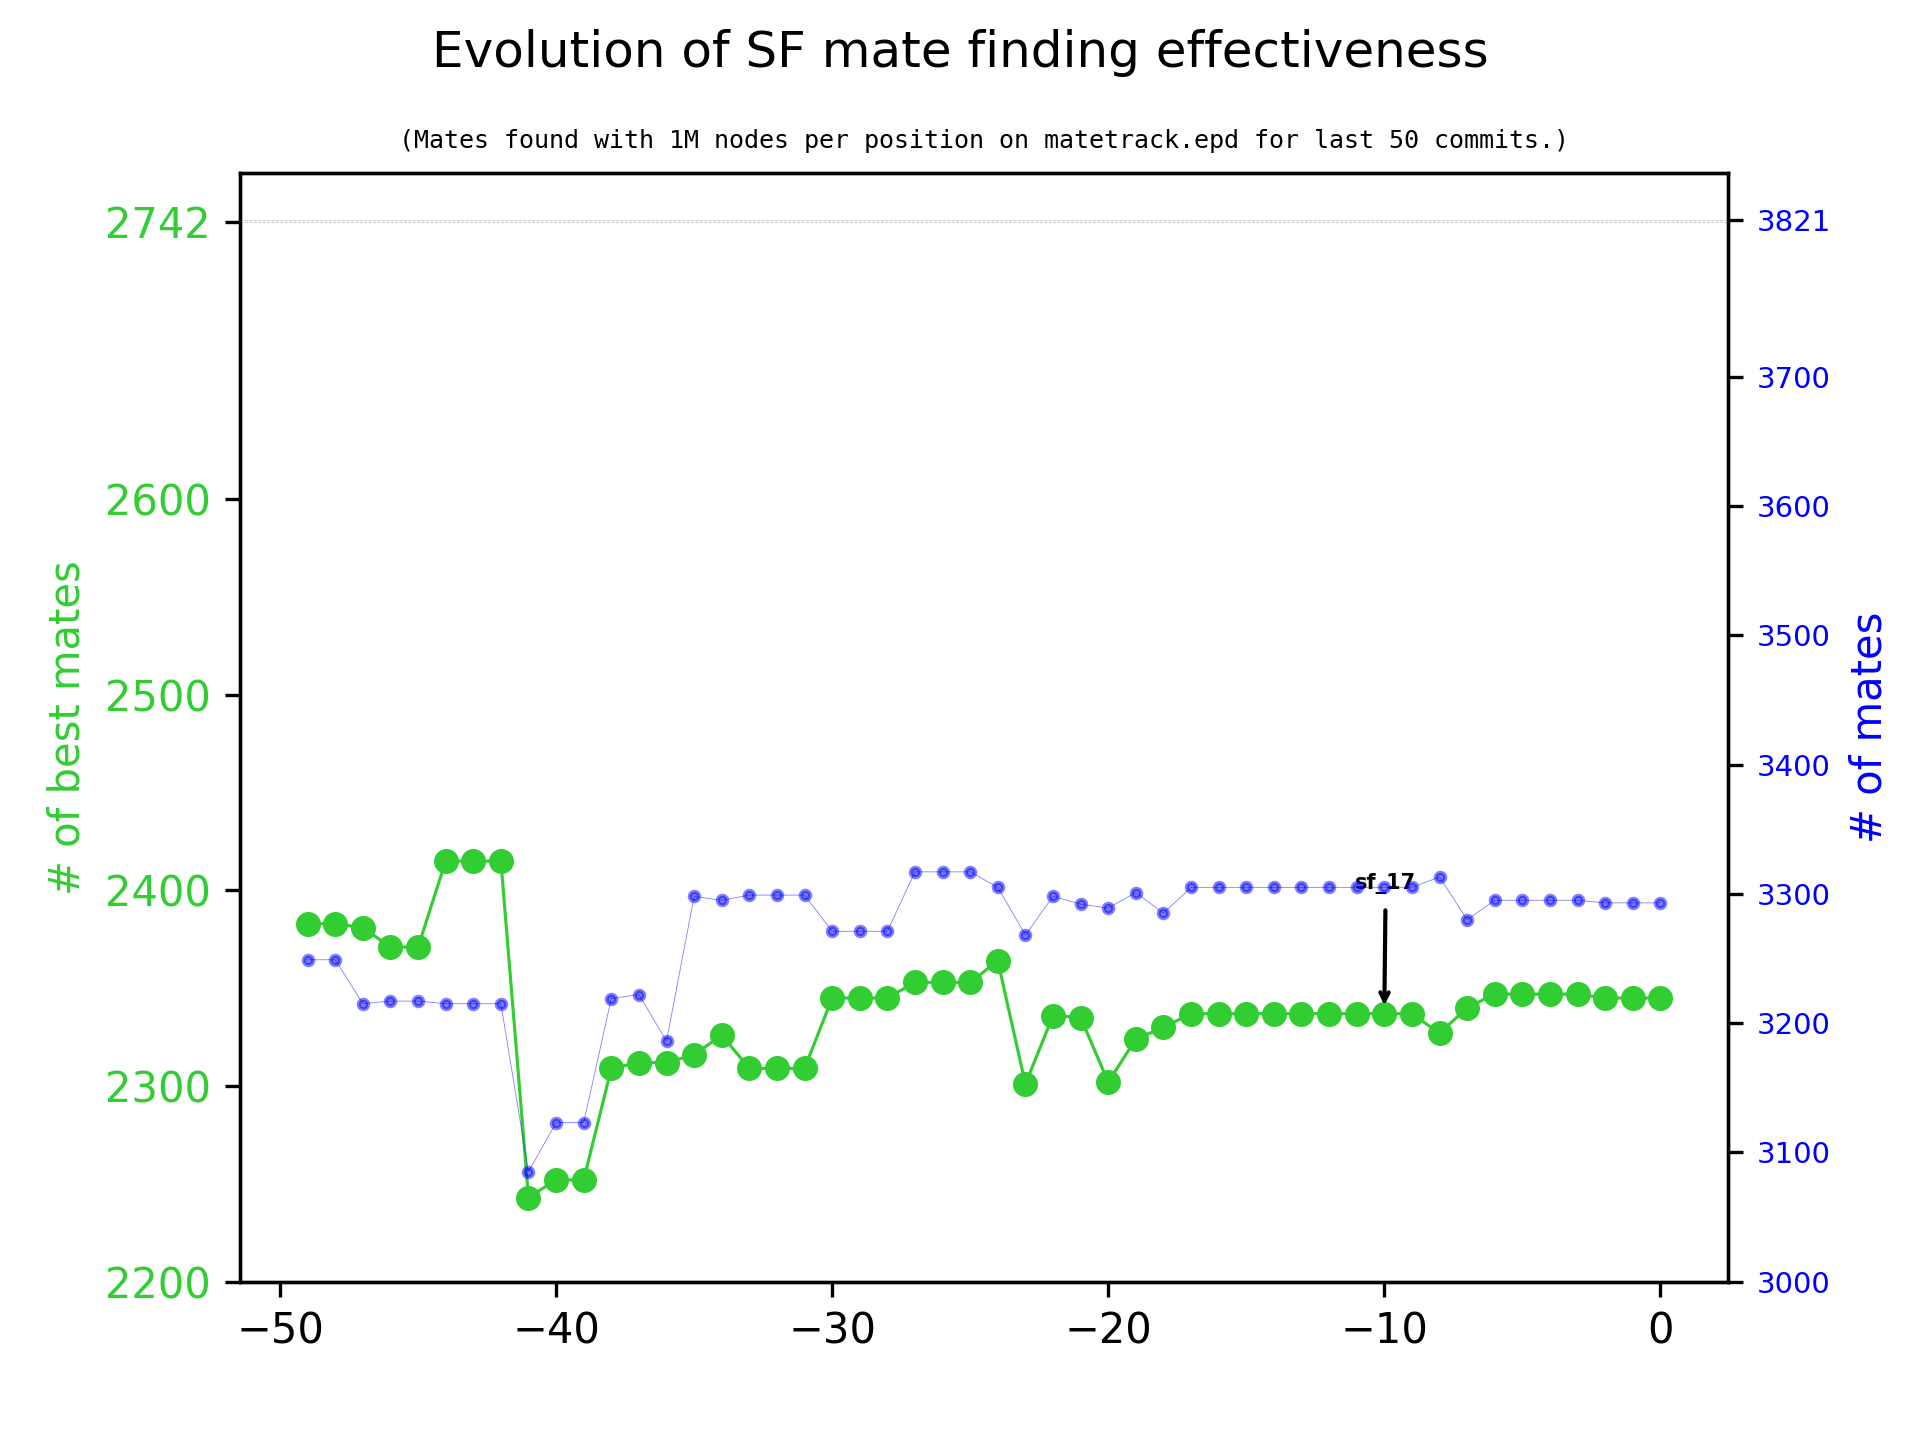 Evolution of SF mate finding effectiveness
(Mates found with 1M nodes per position on matetrack.epd for last 50 commits.)
# of best mates
2742
2600
2500
2400
2300
2200
sf_17
3821
3700
3600
3500
3400
3300
3200
3100
3000
# of mates
−50 −40 −30 −20 −10 0